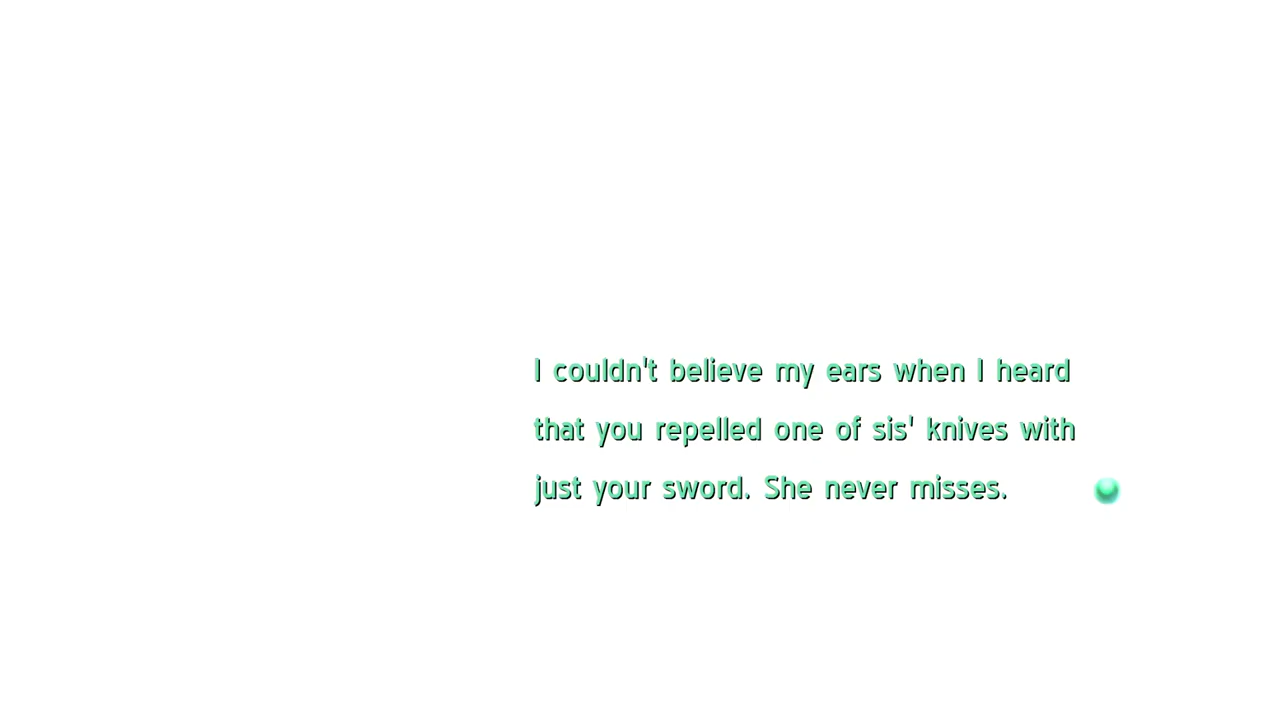 I couldn't believe my ears when I heard
that you repelled one of sis' knives with
just your sword. She never misses.